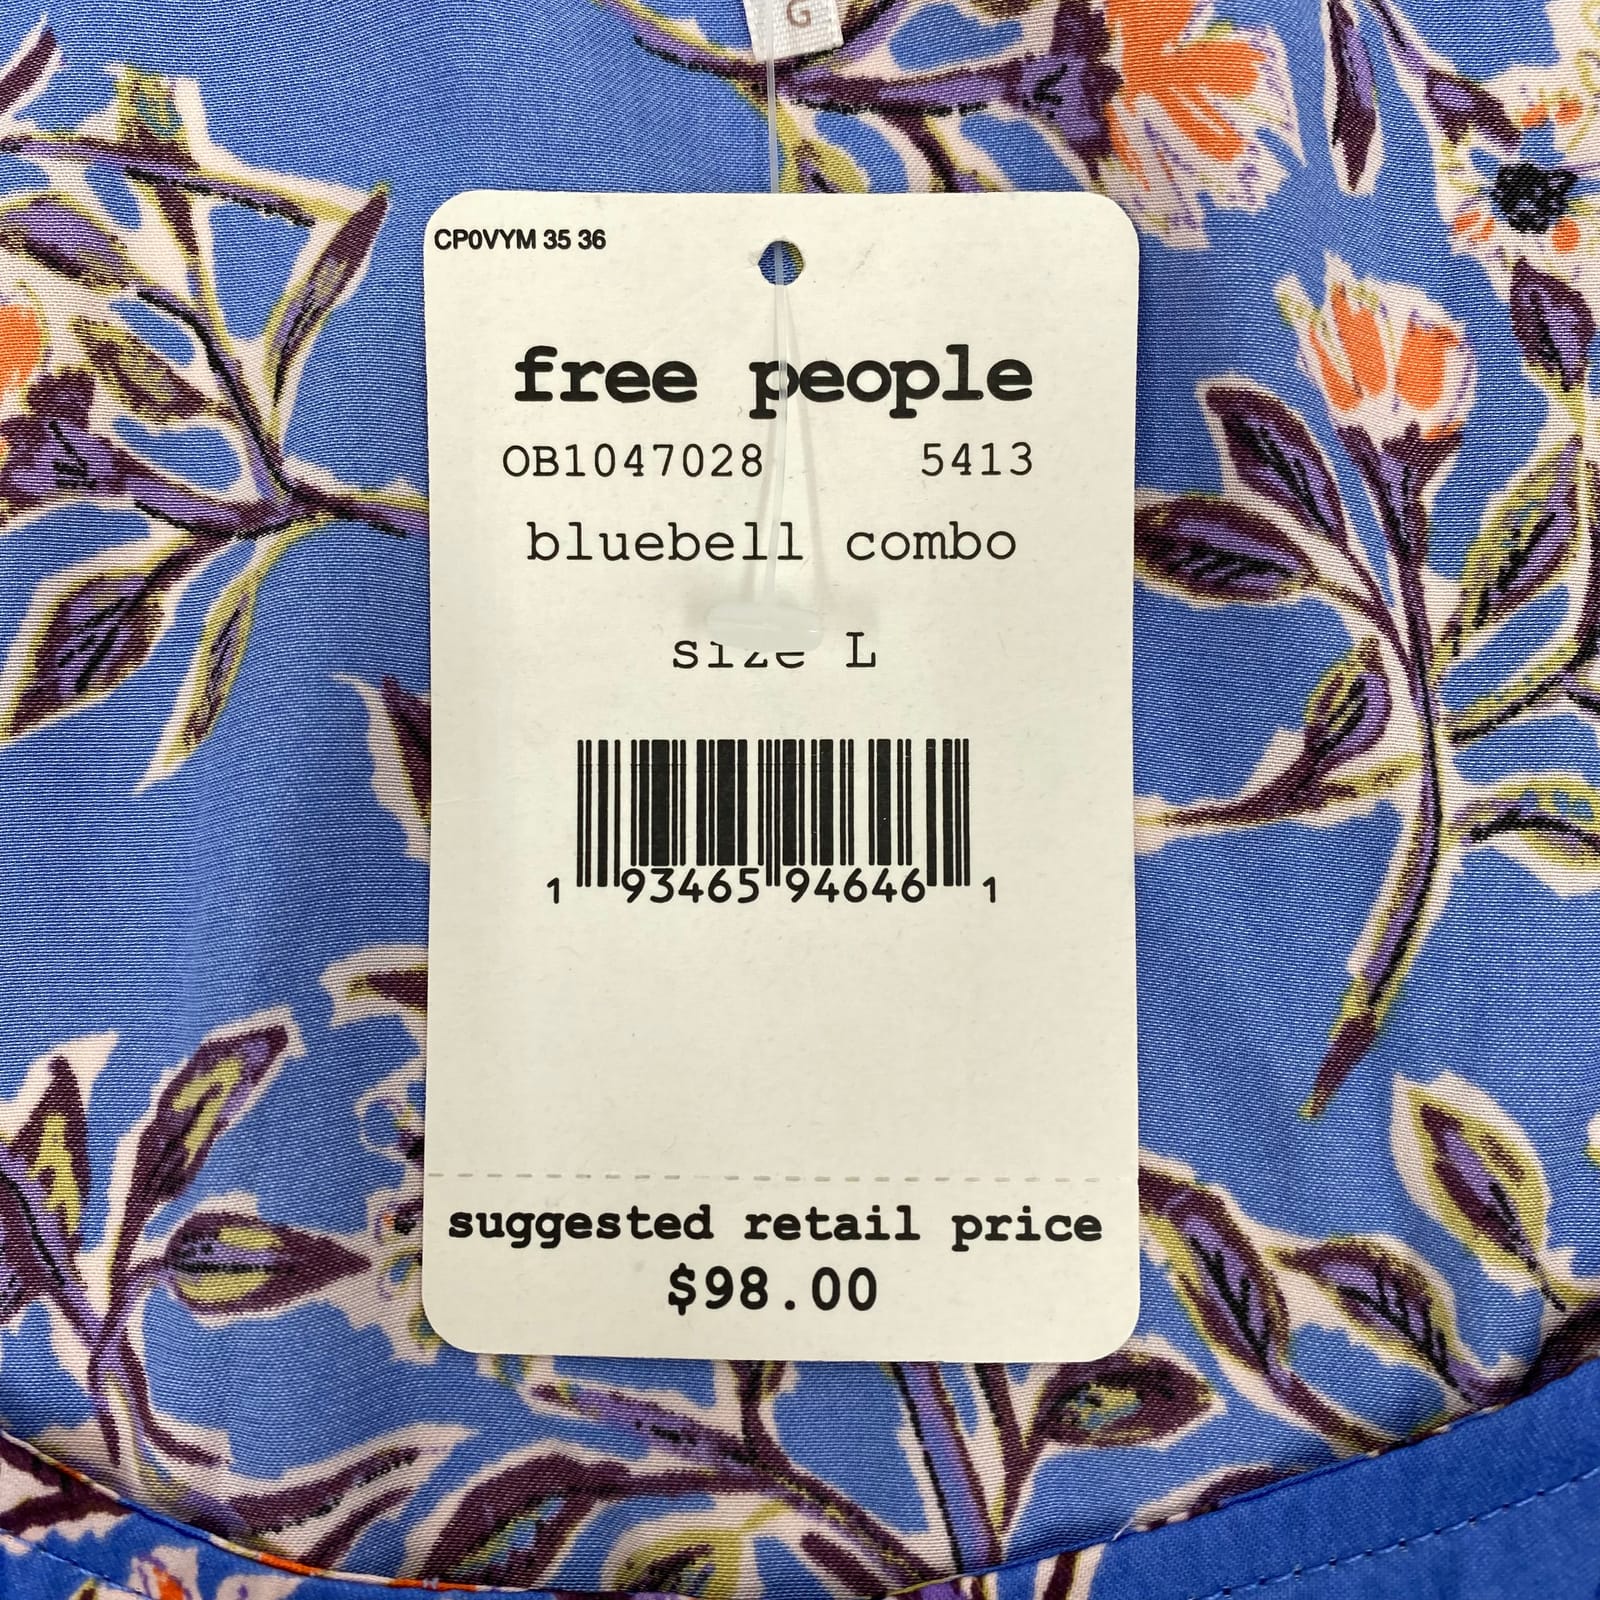 G
CP0VYM 35 36
free people
OB1047028 5413
bluebell combo
size L
1 93465 94646 1
suggested retail price
$98.00